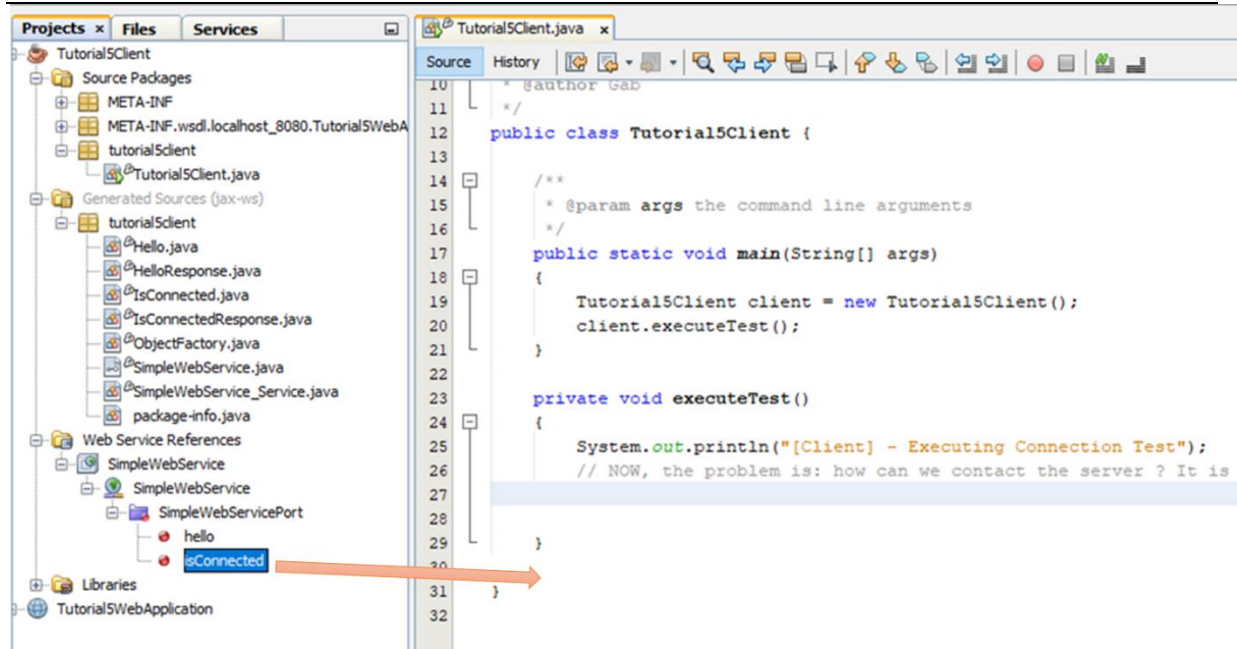 Projects × Files Services
Tutorial5Client
Source Packages
META-INF
META-INF.wsdl.localhost_8080.Tutorial5WebA
tutorial5client
Tutorial5Client.java
Generated Sources (jax-ws)
tutorial5client
Hello.java
HelloResponse.java
IsConnected.java
IsConnectedResponse.java
ObjectFactory.java
SimpleWebService.java
SimpleWebService_Service.java
package-info.java
Web Service References
SimpleWebService
SimpleWebService
SimpleWebServicePort
hello
isConnected
Libraries
Tutorial5WebApplication
Tutorial5Client.java ×
Source History
10 * @author Gab
11 */
12 public class Tutorial5Client {
13
14 /**
15 * @param args the command line arguments
16 */
17 public static void main(String[] args)
18 {
19 Tutorial5Client client = new Tutorial5Client();
20 client.executeTest();
21 }
22
23 private void executeTest()
24 {
25 System.out.println("[Client] - Executing Connection Test");
26 // NOW, the problem is: how can we contact the server ? It is
27
28
29 }
30
31 }
32